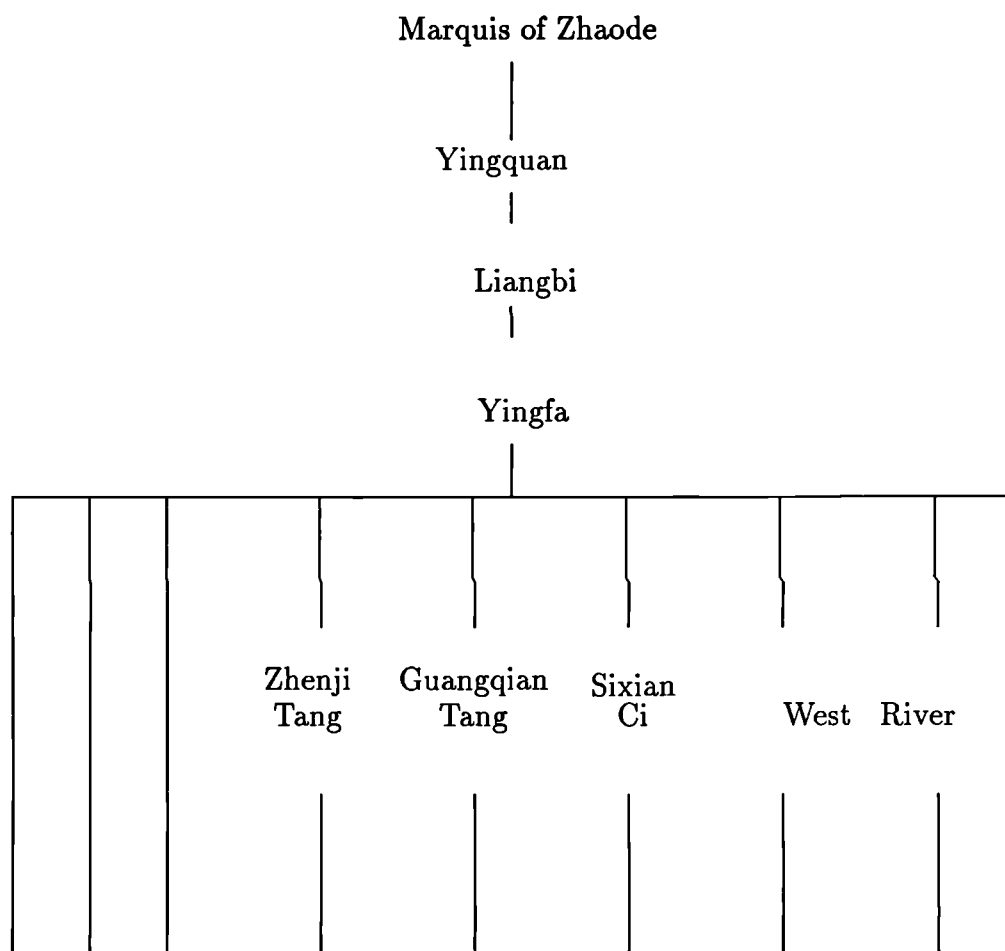 Marquis of Zhaode
Yingquan
Liangbi
Yingfa
Zhenji
Tang
Guangqian
Tang
Sixian
Ci
West River